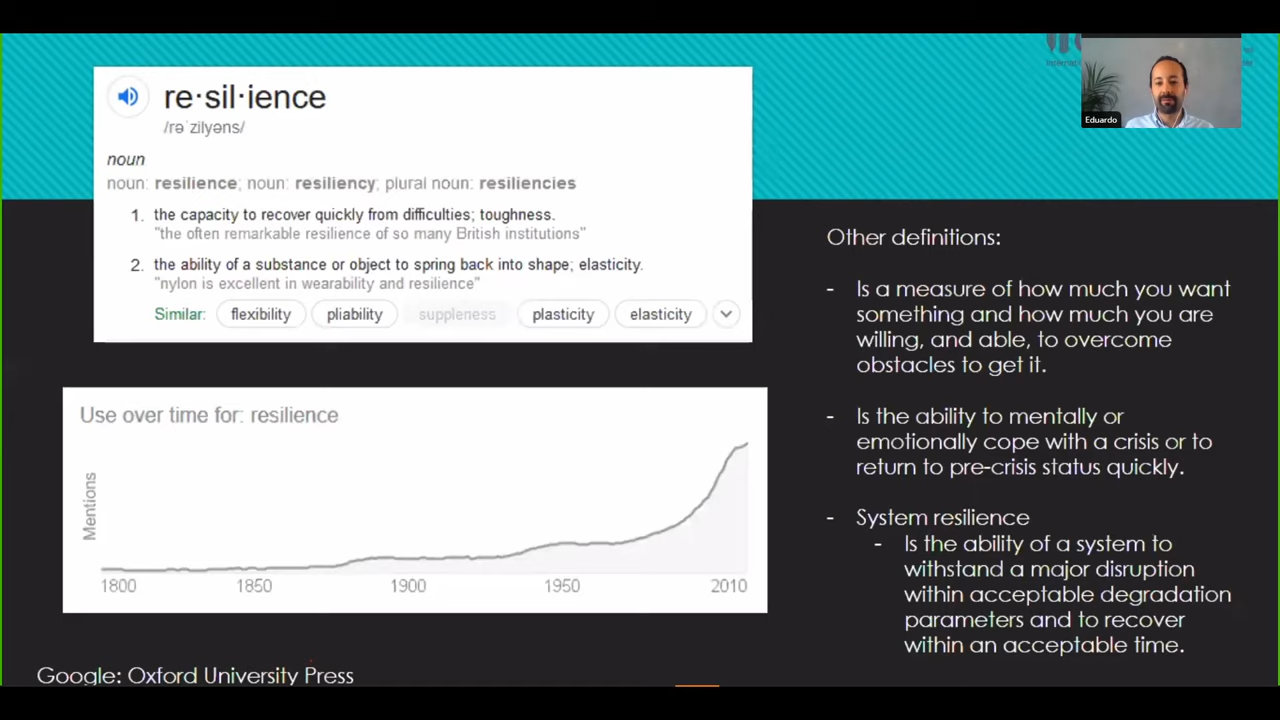 re·sil·ience
/rəˈzilyəns/
noun
noun: resilience; noun: resiliency; plural noun: resiliencies
1. the capacity to recover quickly from difficulties; toughness.
"the often remarkable resilience of so many British institutions"
2. the ability of a substance or object to spring back into shape; elasticity.
"nylon is excellent in wearability and resilience"
Similar: flexibility pliability suppleness plasticity elasticity
Use over time for: resilience
Mentions
1800 1850 1900 1950 2010
Google: Oxford University Press
Eduardo
Other definitions:
- Is a measure of how much you want
something and how much you are
willing, and able, to overcome
obstacles to get it.
- Is the ability to mentally or
emotionally cope with a crisis or to
return to pre-crisis status quickly.
- System resilience
- Is the ability of a system to
withstand a major disruption
within acceptable degradation
parameters and to recover
within an acceptable time.